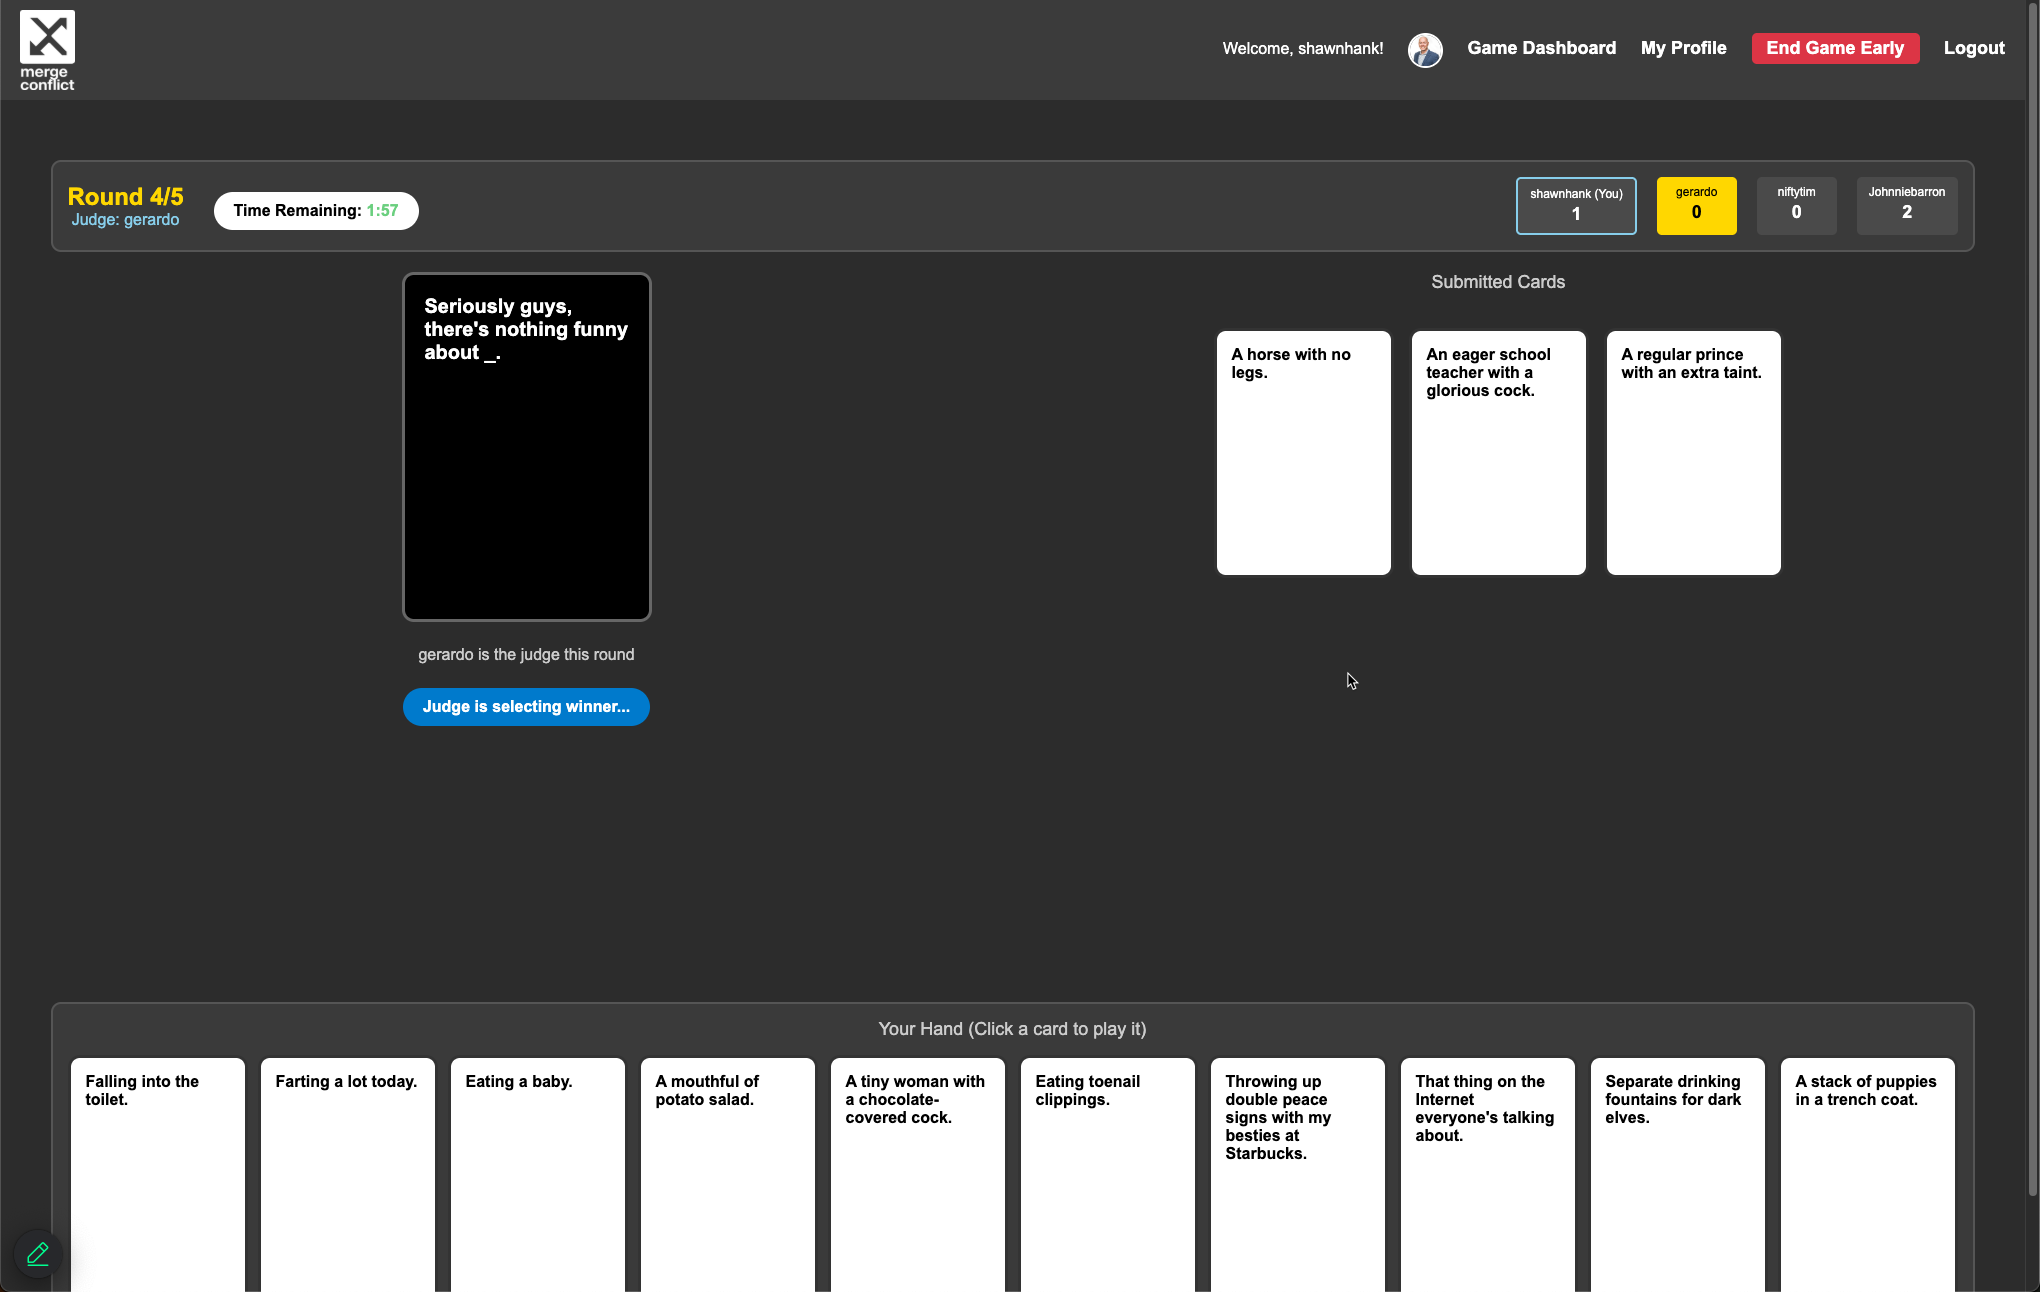 merge
conflict
Welcome, shawnhank!
Game Dashboard
My Profile
End Game Early
Logout
Round 4/5
Judge: gerardo
Time Remaining: 1:57
shawnhank (You)
1
gerardo
0
niftytim
0
Johnniebarron
2
Seriously guys,
there's nothing funny
about _.
gerardo is the judge this round
Judge is selecting winner...
Submitted Cards
A horse with no
legs.
An eager school
teacher with a
glorious cock.
A regular prince
with an extra taint.
Your Hand (Click a card to play it)
Falling into the
toilet.
Farting a lot today.
Eating a baby.
A mouthful of
potato salad.
A tiny woman with
a chocolate-
covered cock.
Eating toenail
clippings.
Throwing up
double peace
signs with my
besties at
Starbucks.
That thing on the
Internet
everyone's talking
about.
Separate drinking
fountains for dark
elves.
A stack of puppies
in a trench coat.